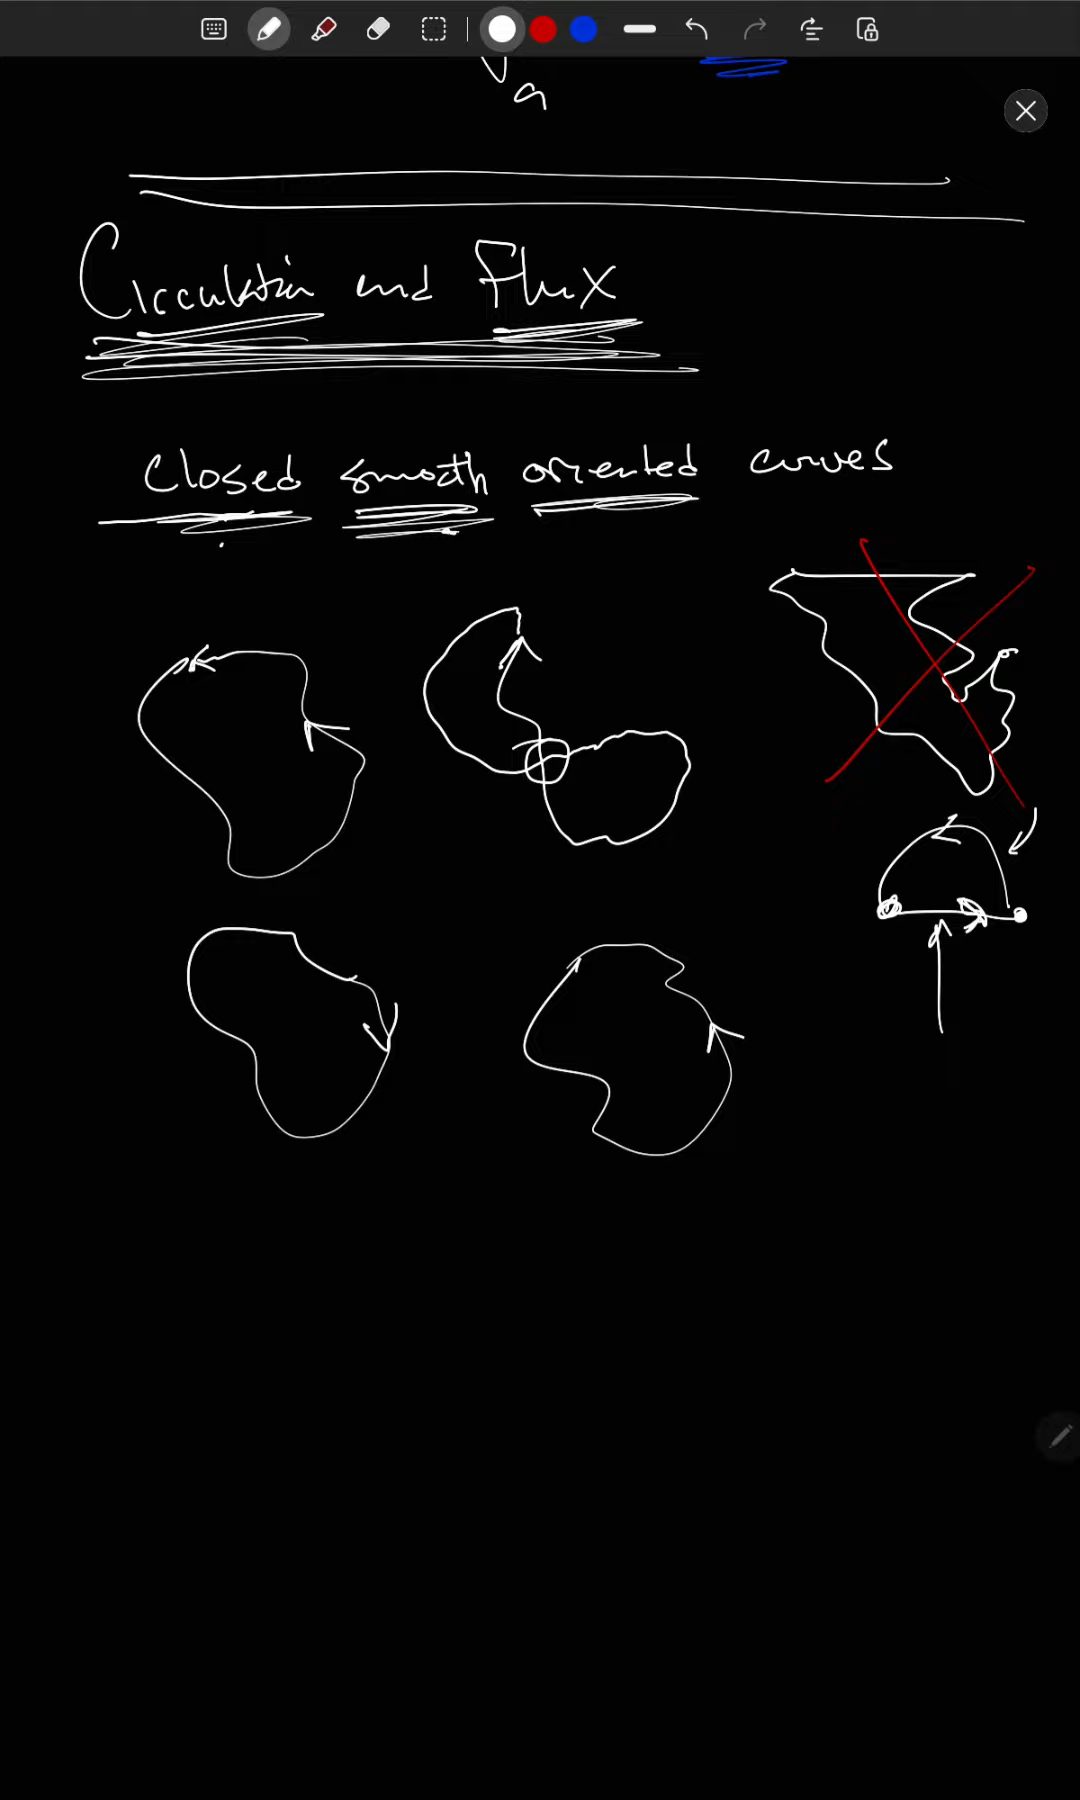 a
Circulation and Flux
Closed smooth oriented curves